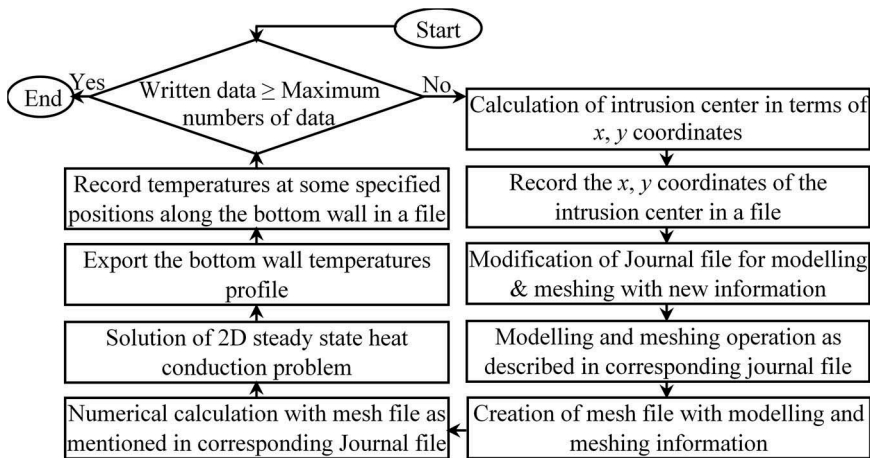 Start
Written data ≥ Maximum
numbers of data
Yes
End
No
Calculation of intrusion center in terms of
x, y coordinates
Record the x, y coordinates of the
intrusion center in a file
Modification of Journal file for modelling
& meshing with new information
Modelling and meshing operation as
described in corresponding journal file
Creation of mesh file with modelling and
meshing information
Numerical calculation with mesh file as
mentioned in corresponding Journal file
Solution of 2D steady state heat
conduction problem
Export the bottom wall temperatures
profile
Record temperatures at some specified
positions along the bottom wall in a file